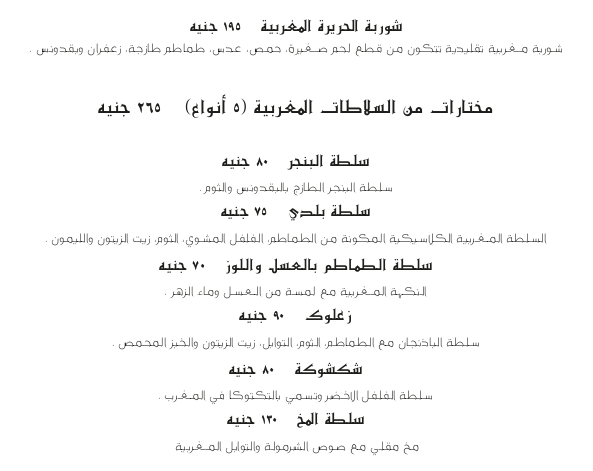 شوربة الحريرة المغربية ١٩٥ جنيه
شوربة مغربية تقليدية تتكون من قطع لحم صغيرة، حمص، عدس، طماطم طازجة، زعفران وبقدونس .
مختارات من السلاطات المغربية (٥ أنواع) ٢٦٥ جنيه
سلطة البنجر ٨٠ جنيه
سلطة البنجر الطازج بالبقدونس والثوم .
سلطة بلدي ٧٥ جنيه
السلطة المغربية الكلاسيكية المكونة من الطماطم، الفلفل المشوي، الثوم، زيت الزيتون والليمون .
سلطة الطماطم بالعسل واللوز ٧٠ جنيه
النكهة المغربية مع لمسة من العسل وماء الزهر .
زعلوك ٩٠ جنيه
سلطة الباذنجان مع الطماطم، الثوم، التوابل، زيت الزيتون والخبز المحمص .
شكشوكة ٨٠ جنيه
سلطة الفلفل الاخضر وتسمي بالتكتوكا في المغرب .
سلطة المخ ١٣٠ جنيه
مخ مقلي مع صوص الشرمولة والتوابل المغربية